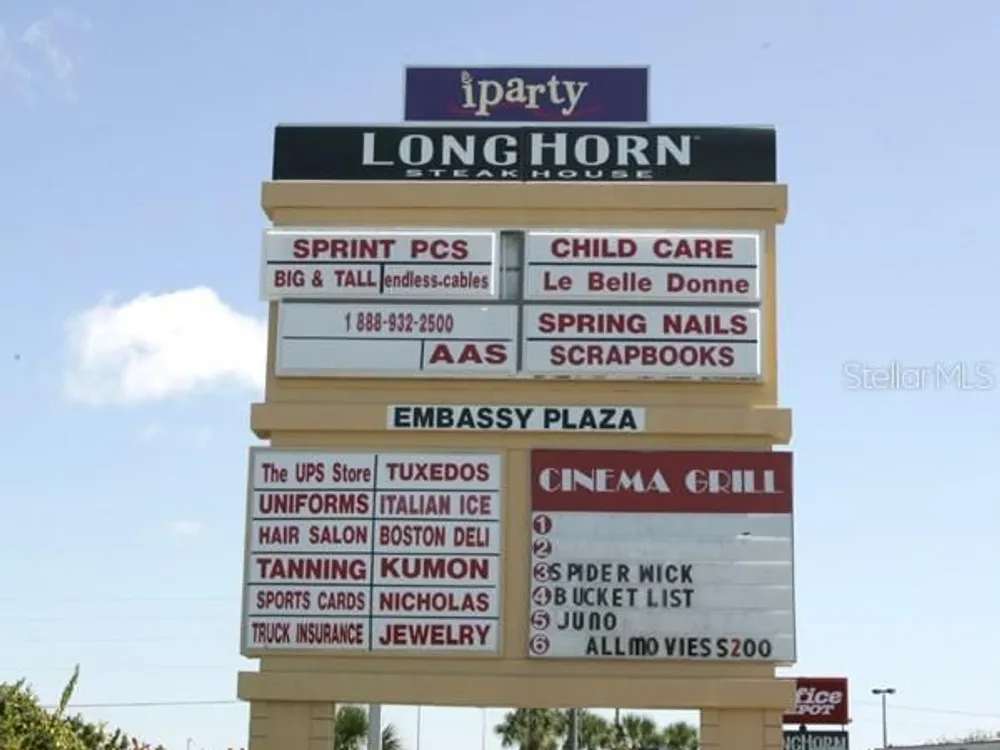 iparty
LONGHORN
STEAKHOUSE
SPRINT PCS
BIG & TALL endless-cables
CHILD CARE
Le Belle Donne
1 888-932-2500
AAS
SPRING NAILS
SCRAPBOOKS
StellarMLS
EMBASSY PLAZA
The UPS Store TUXEDOS
UNIFORMS ITALIAN ICE
HAIR SALON BOSTON DELI
TANNING KUMON
SPORTS CARDS NICHOLAS
TRUCK INSURANCE JEWELRY
CINEMA GRILL
1
2
3 SPIDER WICK
4 BUCKET LIST
5 JUNO
6 ALL MOVIES S200